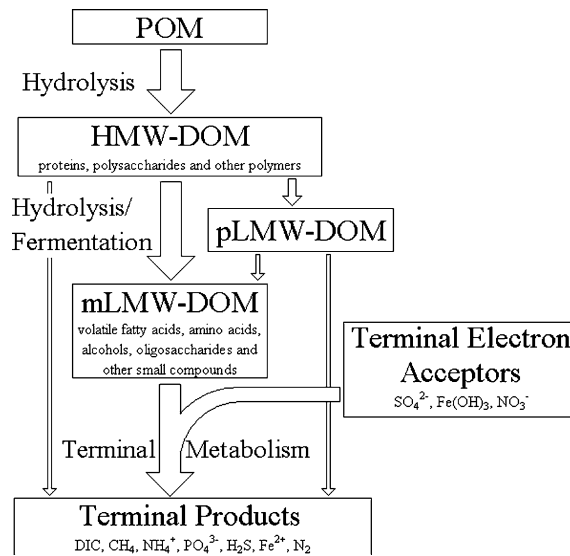 POM
Hydrolysis
HMW-DOM
proteins, polysaccharides and other polymers
Hydrolysis/
Fermentation
pLMW-DOM
mLMW-DOM
volatile fatty acids, amino acids,
alcohols, oligosaccharides and
other small compounds
Terminal Electron
Acceptors
SO₄²⁻, Fe(OH)₃, NO₃⁻
Terminal Metabolism
Terminal Products
DIC, CH₄, NH₄⁺, PO₄³⁻, H₂S, Fe²⁺, N₂